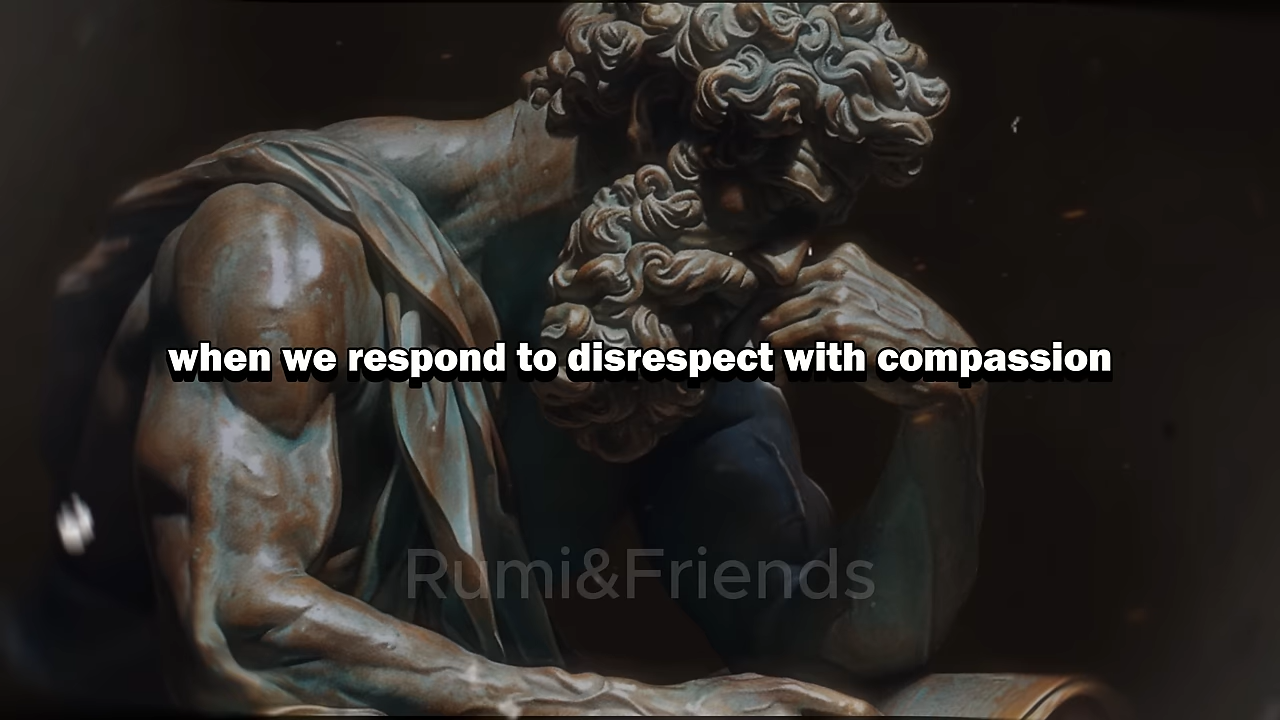 when we respond to disrespect with compassion
Rumi&Friends